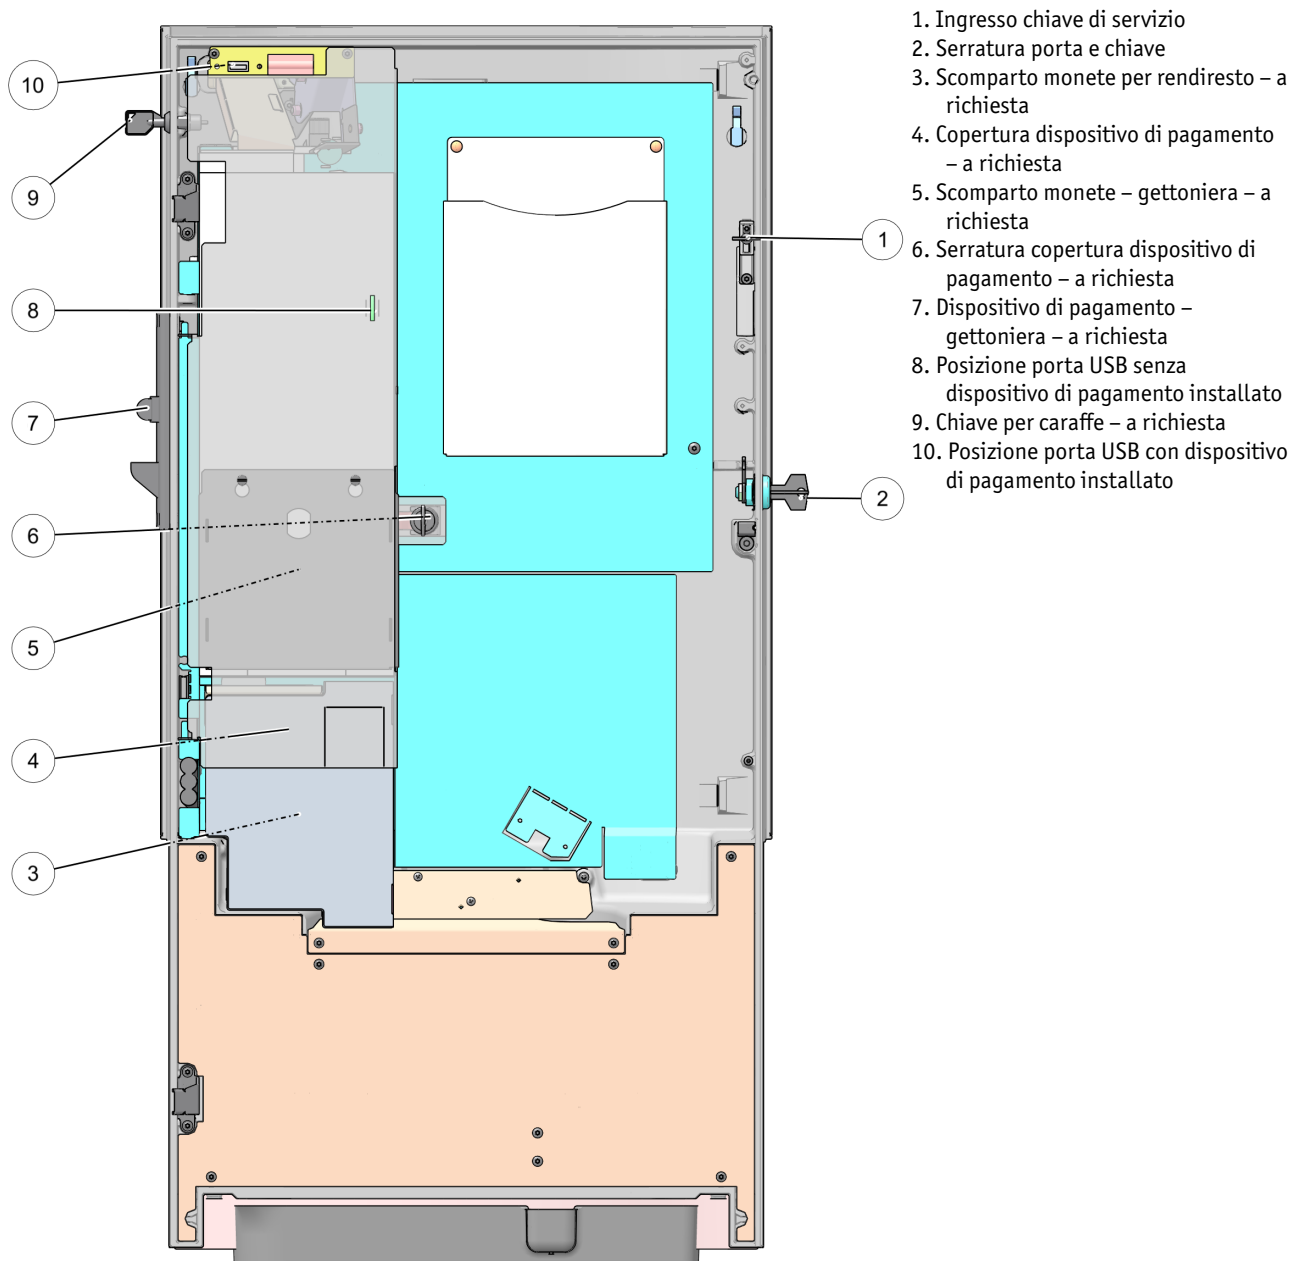 1. Ingresso chiave di servizio
2. Serratura porta e chiave
3. Scomparto monete per rendiresto – a
richiesta
4. Copertura dispositivo di pagamento
– a richiesta
5. Scomparto monete – gettoniera – a
richiesta
6. Serratura copertura dispositivo di
pagamento – a richiesta
7. Dispositivo di pagamento –
gettoniera – a richiesta
8. Posizione porta USB senza
dispositivo di pagamento installato
9. Chiave per caraffe – a richiesta
10. Posizione porta USB con dispositivo
di pagamento installato
10
9
8
7
6
5
4
3
1
2